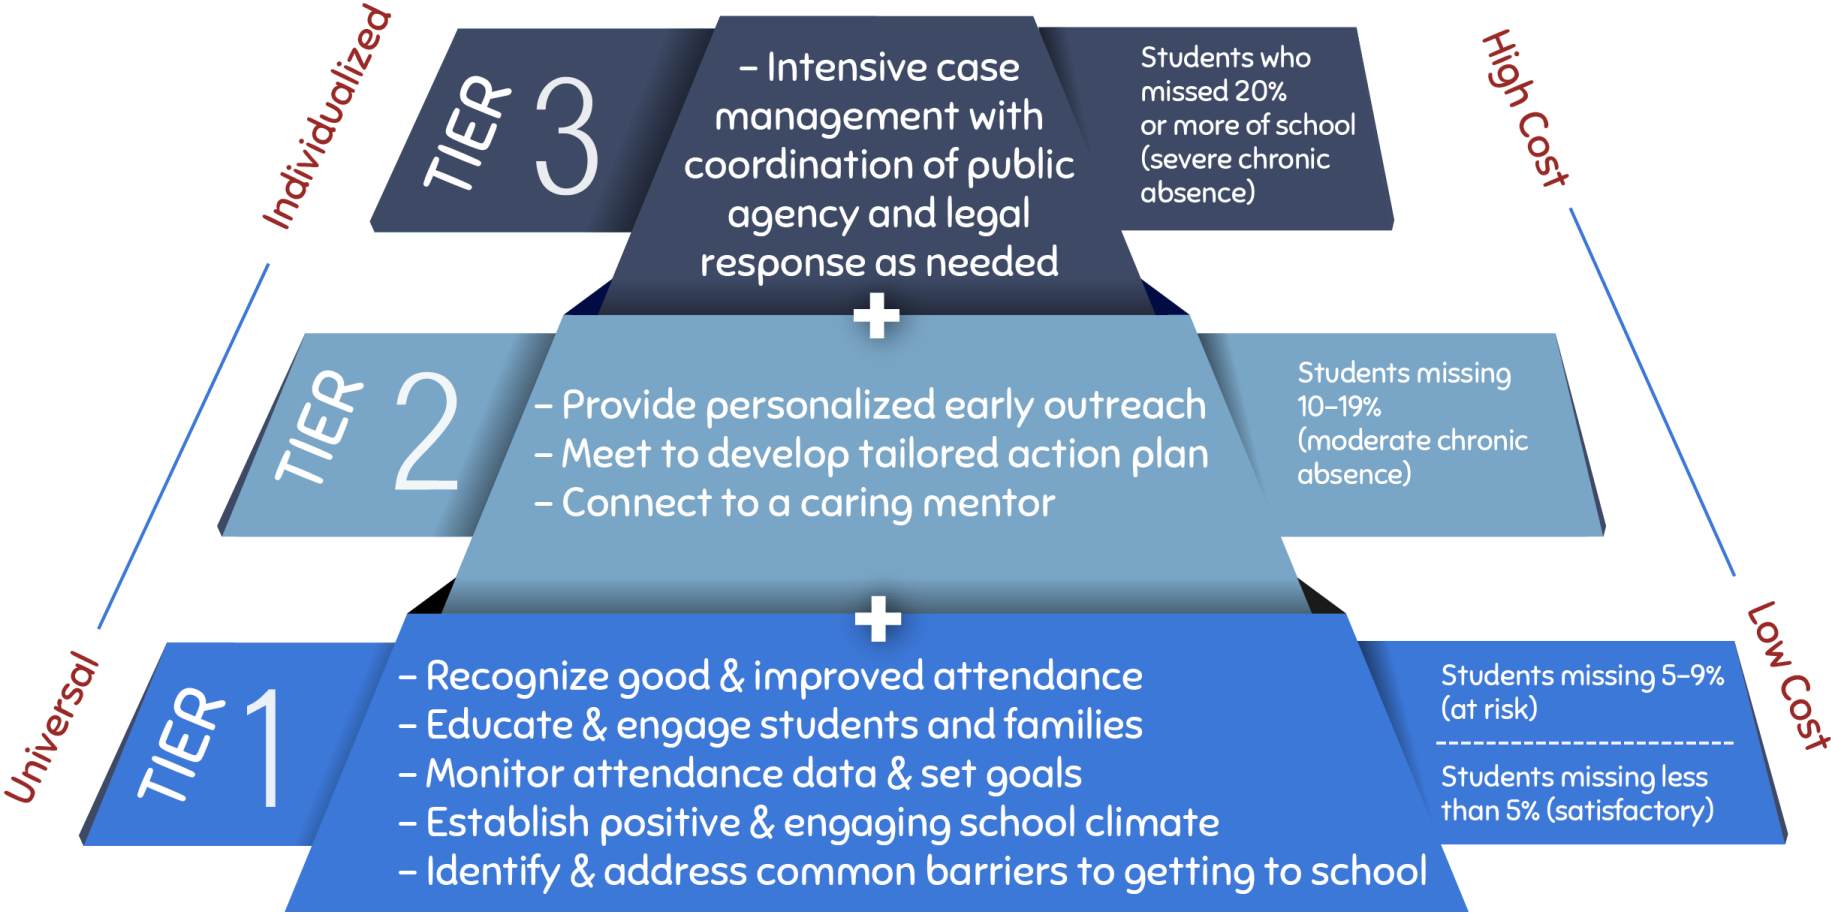 Individualized
High Cost
TIER 3
– Intensive case
management with
coordination of public
agency and legal
response as needed
Students who
missed 20%
or more of school
(severe chronic
absence)
+
TIER 2
– Provide personalized early outreach
– Meet to develop tailored action plan
– Connect to a caring mentor
Students missing
10–19%
(moderate chronic
absence)
+
Universal
Low Cost
TIER 1
– Recognize good & improved attendance
– Educate & engage students and families
– Monitor attendance data & set goals
– Establish positive & engaging school climate
– Identify & address common barriers to getting to school
Students missing 5–9%
(at risk)
Students missing less
than 5% (satisfactory)